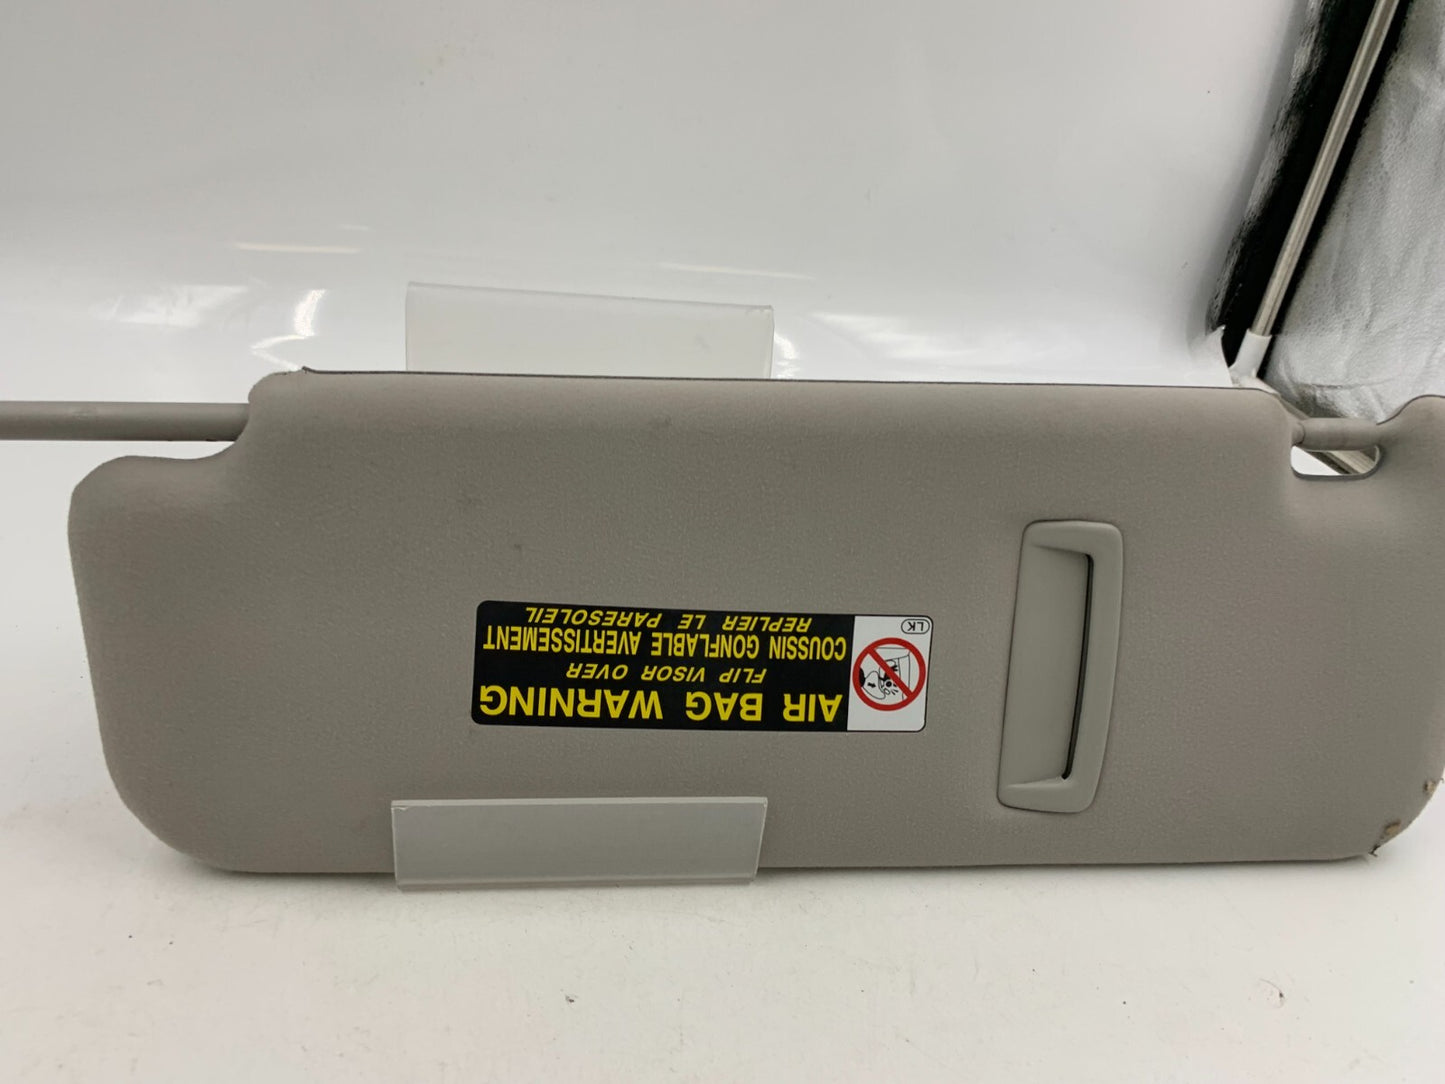 AIR BAG WARNING
FLIP VISOR OVER
COUSSIN GONFLABLE AVERTISSEMENT
REPLIER LE PARESOLEIL
LK